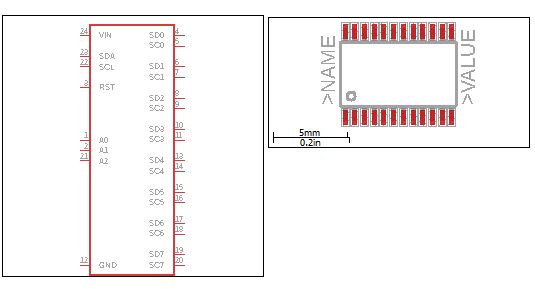 24 VIN SD0 4
SC0 5
23 SDA SD1 6
22 SCL SC1 7
3 RST
SD2 8
SC2 9
SD3 10
1 A0 SC3 11
2 A1
21 A2 SD4 13
SC4 14
SD5 15
SC5 16
SD6 17
SC6 18
SD7 19
12 GND SC7 20
>NAME
>VALUE
5mm
0.2in